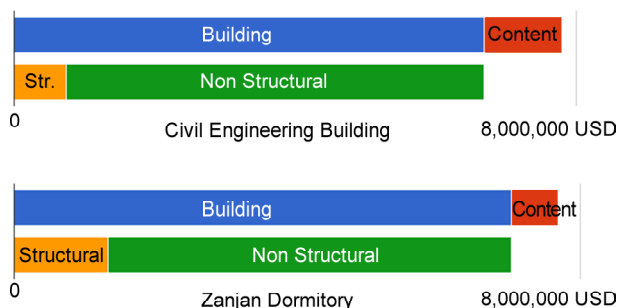 Building Content
Str. Non Structural
0 Civil Engineering Building 8,000,000 USD
Building Content
Structural Non Structural
0 Zanjan Dormitory 8,000,000 USD